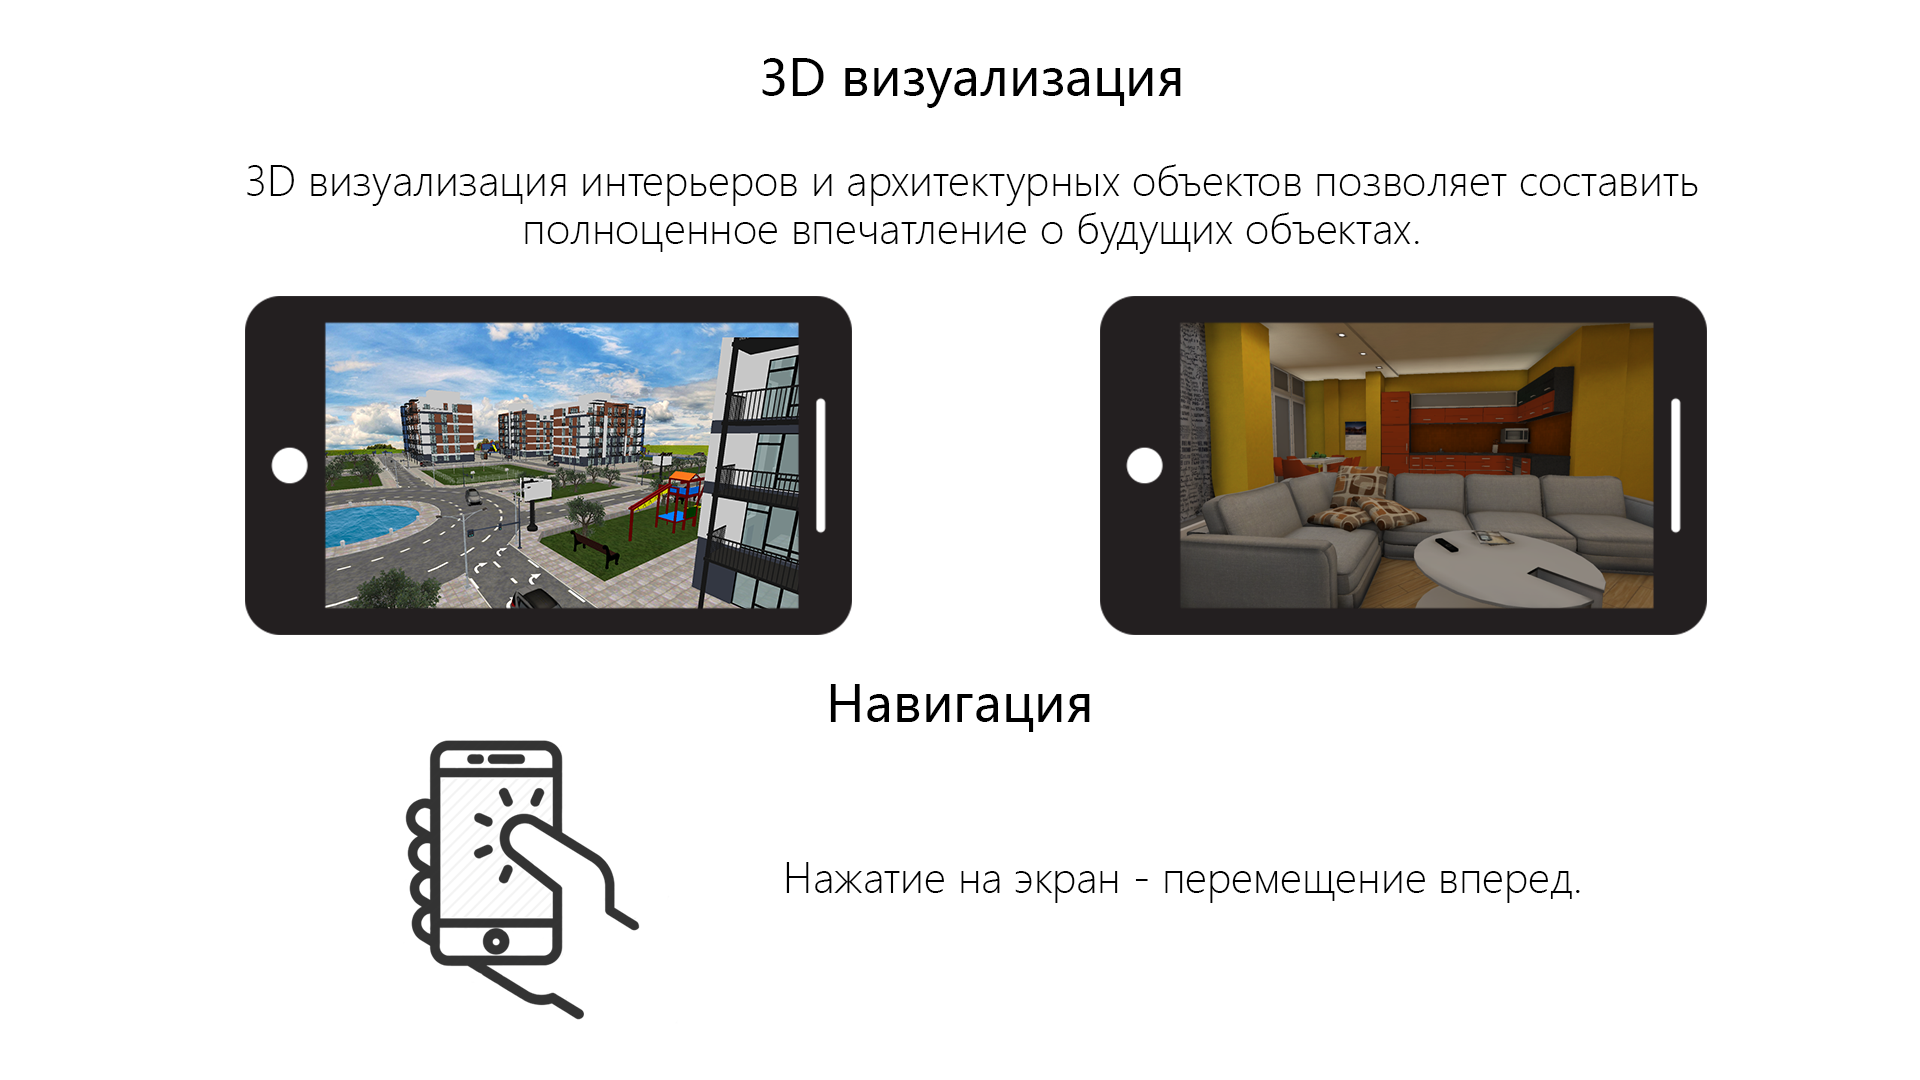 3D визуализация
3D визуализация интерьеров и архитектурных объектов позволяет составить
полноценное впечатление о будущих объектах.
Навигация
Нажатие на экран - перемещение вперед.